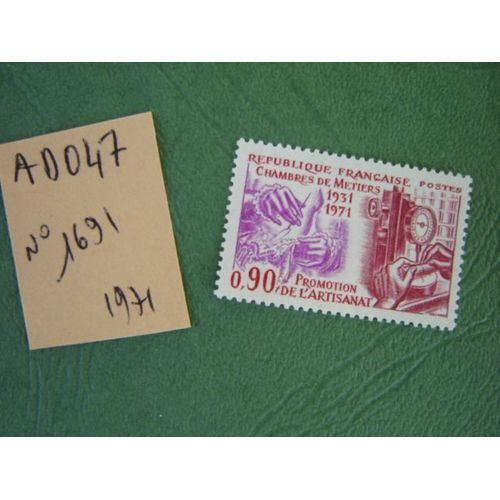 AD047
N° 1691
1971
REPUBLIQUE FRANÇAISE POSTES
CHAMBRES DE METIERS
1931
1971
0,90
PROMOTION
DE L'ARTISANAT